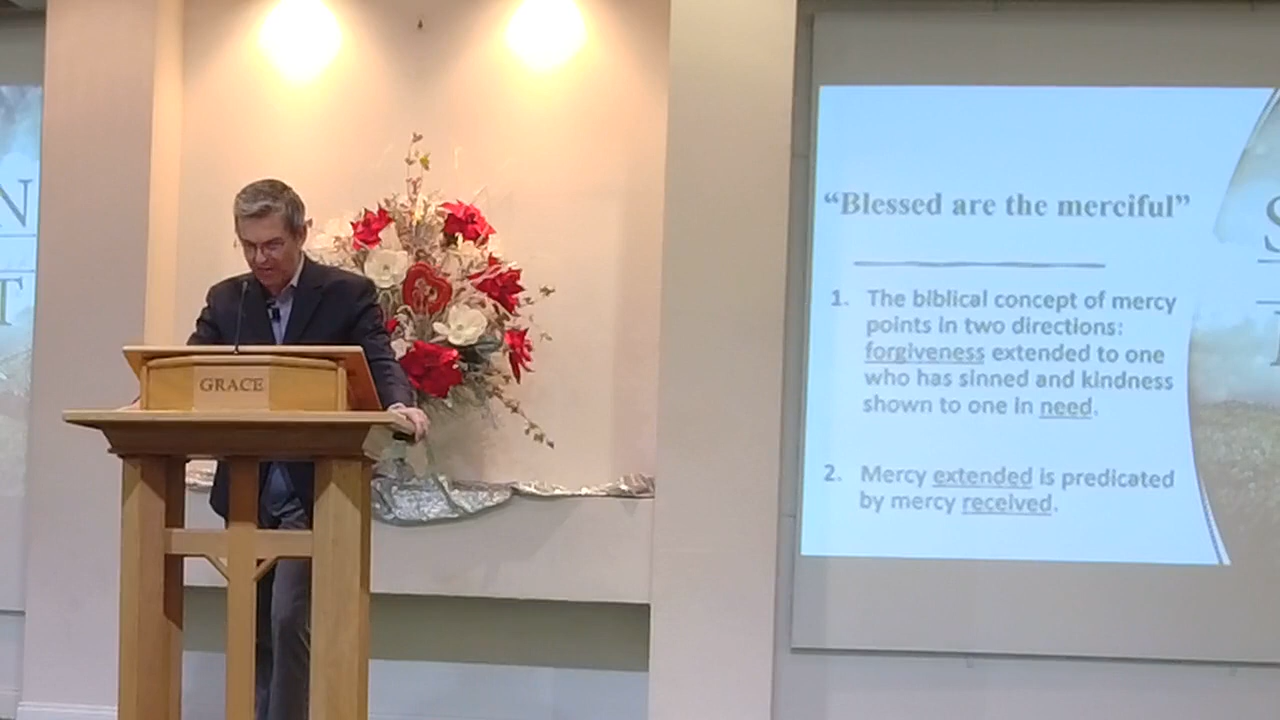 N
T
GRACE
“Blessed are the merciful”
1. The biblical concept of mercy
points in two directions:
forgiveness extended to one
who has sinned and kindness
shown to one in need.
2. Mercy extended is predicated
by mercy received.
S